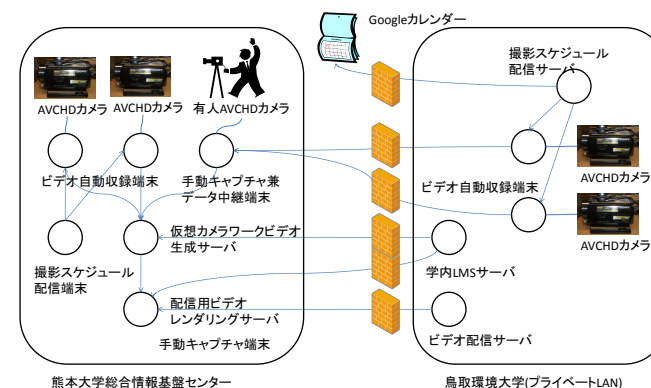 Googleカレンダー
撮影スケジュール
配信サーバ
AVCHDカメラ
AVCHDカメラ
有人AVCHDカメラ
ビデオ自動収録端末
手動キャプチャ兼
データ中継端末
ビデオ自動収録端末
AVCHDカメラ
AVCHDカメラ
仮想カメラワークビデオ
生成サーバ
撮影スケジュール
配信端末
学内LMSサーバ
配信用ビデオ
レンダリングサーバ
手動キャプチャ端末
ビデオ配信サーバ
熊本大学総合情報基盤センター
鳥取環境大学(プライベートLAN)